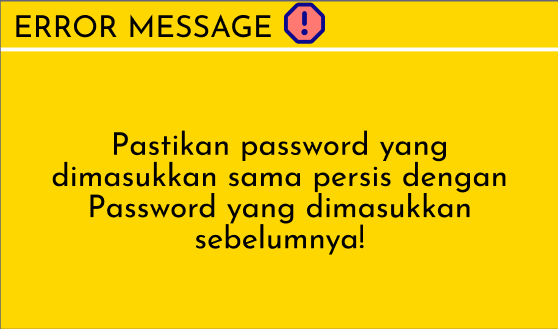 ERROR MESSAGE
Pastikan password yang
dimasukkan sama persis dengan
Password yang dimasukkan
sebelumnya!